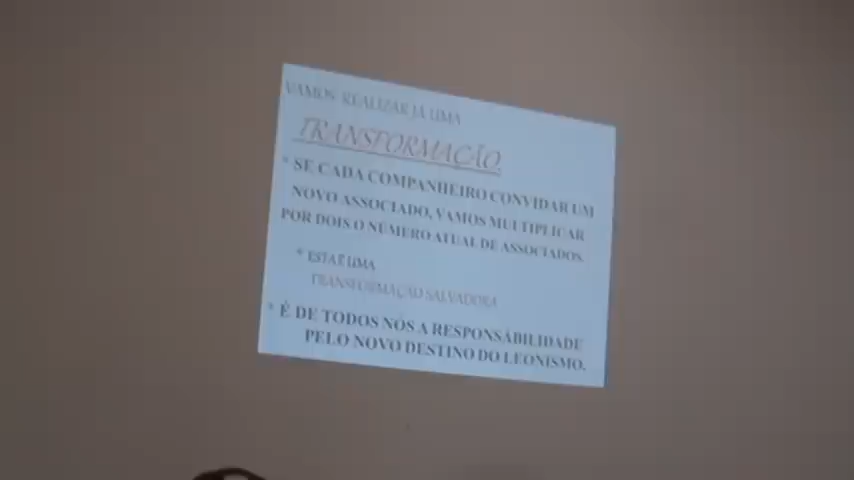 VAMOS REALIZAR JÁ UMA
TRANSFORMAÇÃO.
* SE CADA COMPANHEIRO CONVIDAR UM
NOVO ASSOCIADO, VAMOS MULTIPLICAR
POR DOIS O NÚMERO ATUAL DE ASSOCIADOS.
* ESTA É UMA
TRANSFORMAÇÃO SALVADORA
* É DE TODOS NÓS A RESPONSABILIDADE
PELO NOVO DESTINO DO LEONISMO.